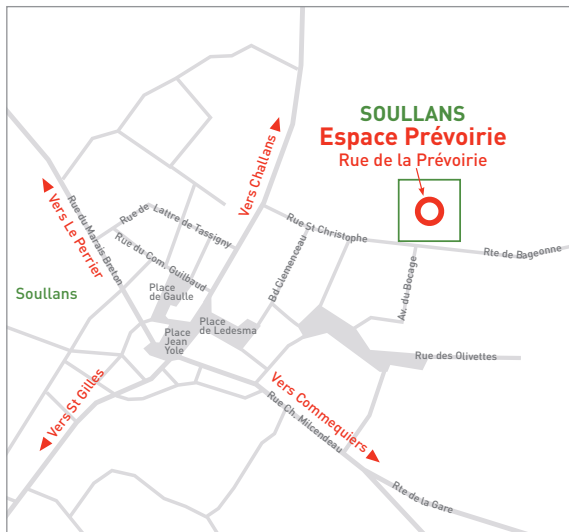 SOULLANS
Espace Prévoirie
Rue de la Prévoirie
Vers Challans
Vers Le Perrier
Rue du Marais Breton
Rue de Lattre de Tassigny
Rue du Com. Guilbaud
Rue St Christophe
Rte de Bageonne
Bd.Clemenceau
Av. du Bocage
Soullans
Place
de Gaulle
Place
de Ledesma
Place
Jean
Yole
Rue des Olivettes
Vers St Gilles
Vers Commequiers
Rue Ch. Milcendeau
Rte de la Gare